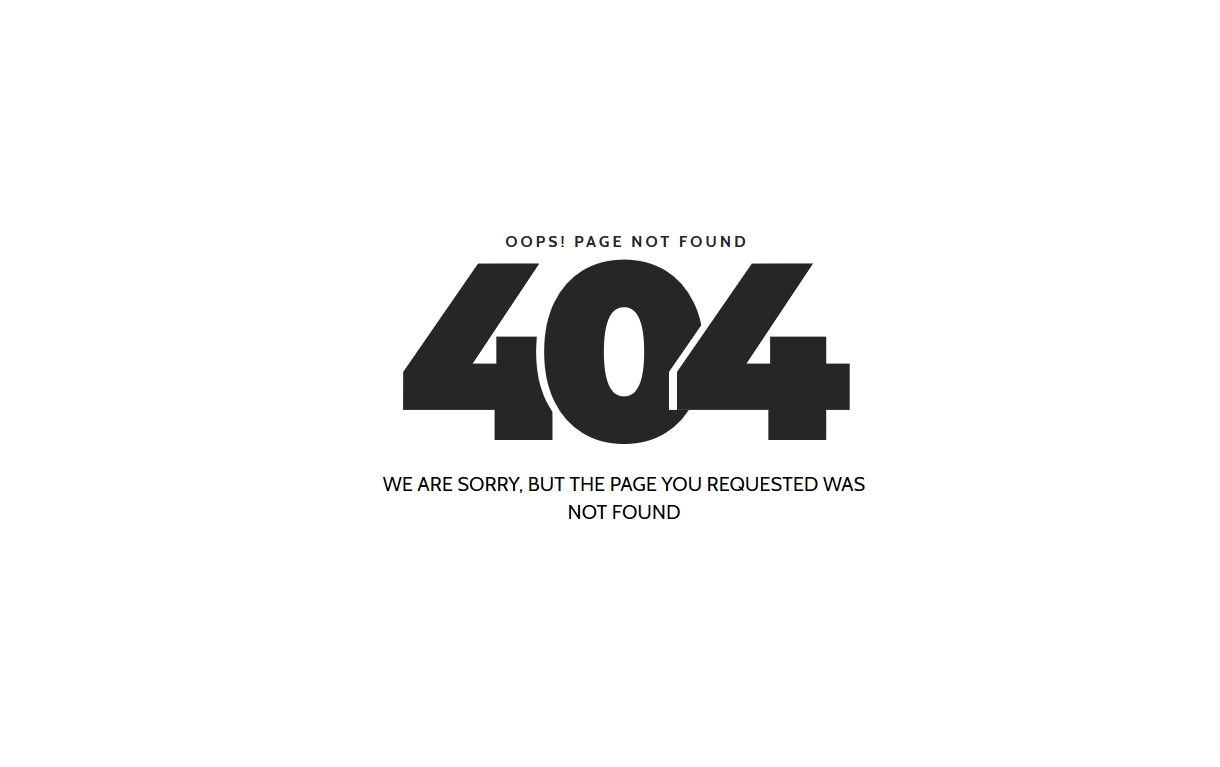 OOPS! PAGE NOT FOUND
404
WE ARE SORRY, BUT THE PAGE YOU REQUESTED WAS
NOT FOUND